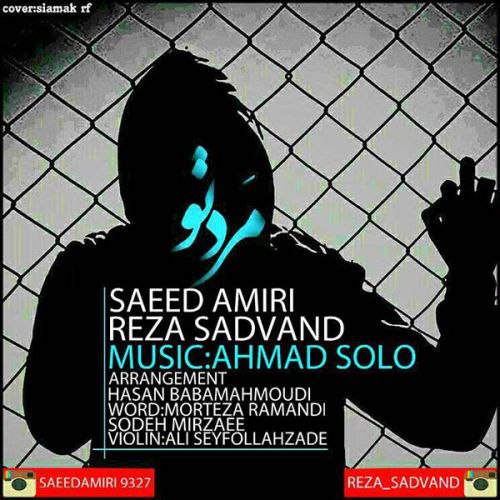 cover:siamak rf
مرد تو
SAEED AMIRI
REZA SADVAND
MUSIC:AHMAD SOLO
ARRANGEMENT
HASAN BABAMAHMOUDI
WORD:MORTEZA RAMANDI
SODEH MIRZAEE
VIOLIN:ALI SEYFOLLAHZADE
SAEEDAMIRI 9327
REZA_SADVAND